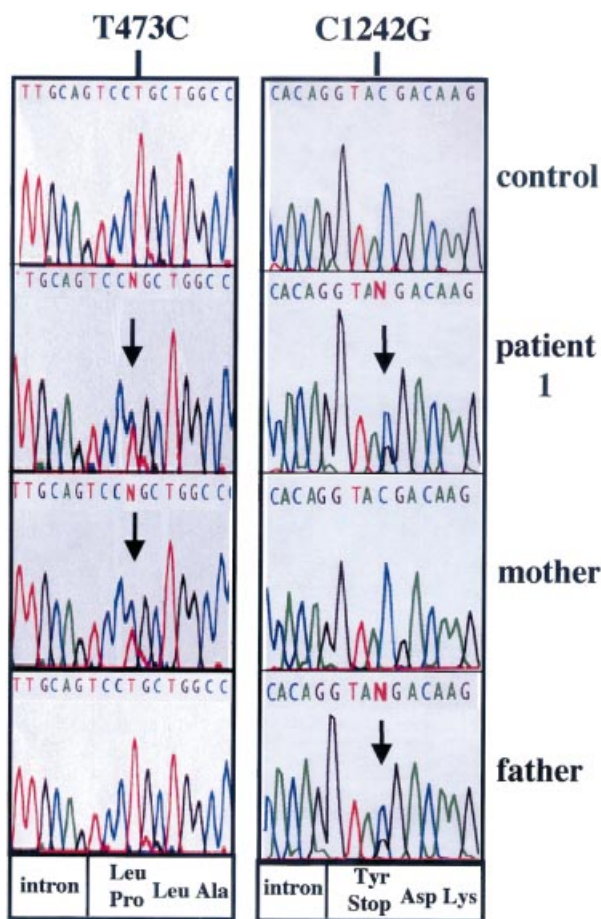 T473C C1242G
TTGCAGTCCTGCTGGCC CACAGGTACGACAAG
control
TGCAGTCCNGCTGGCC CACAGGTANGACAAG
patient
1
TTGCAGTCCNGCTGGCC CACAGGTACGACAAG
mother
TTGCAGTCCTGCTGGCC CACAGGTANGACAAG
father
intron Leu Pro Leu Ala intron Tyr Stop Asp Lys